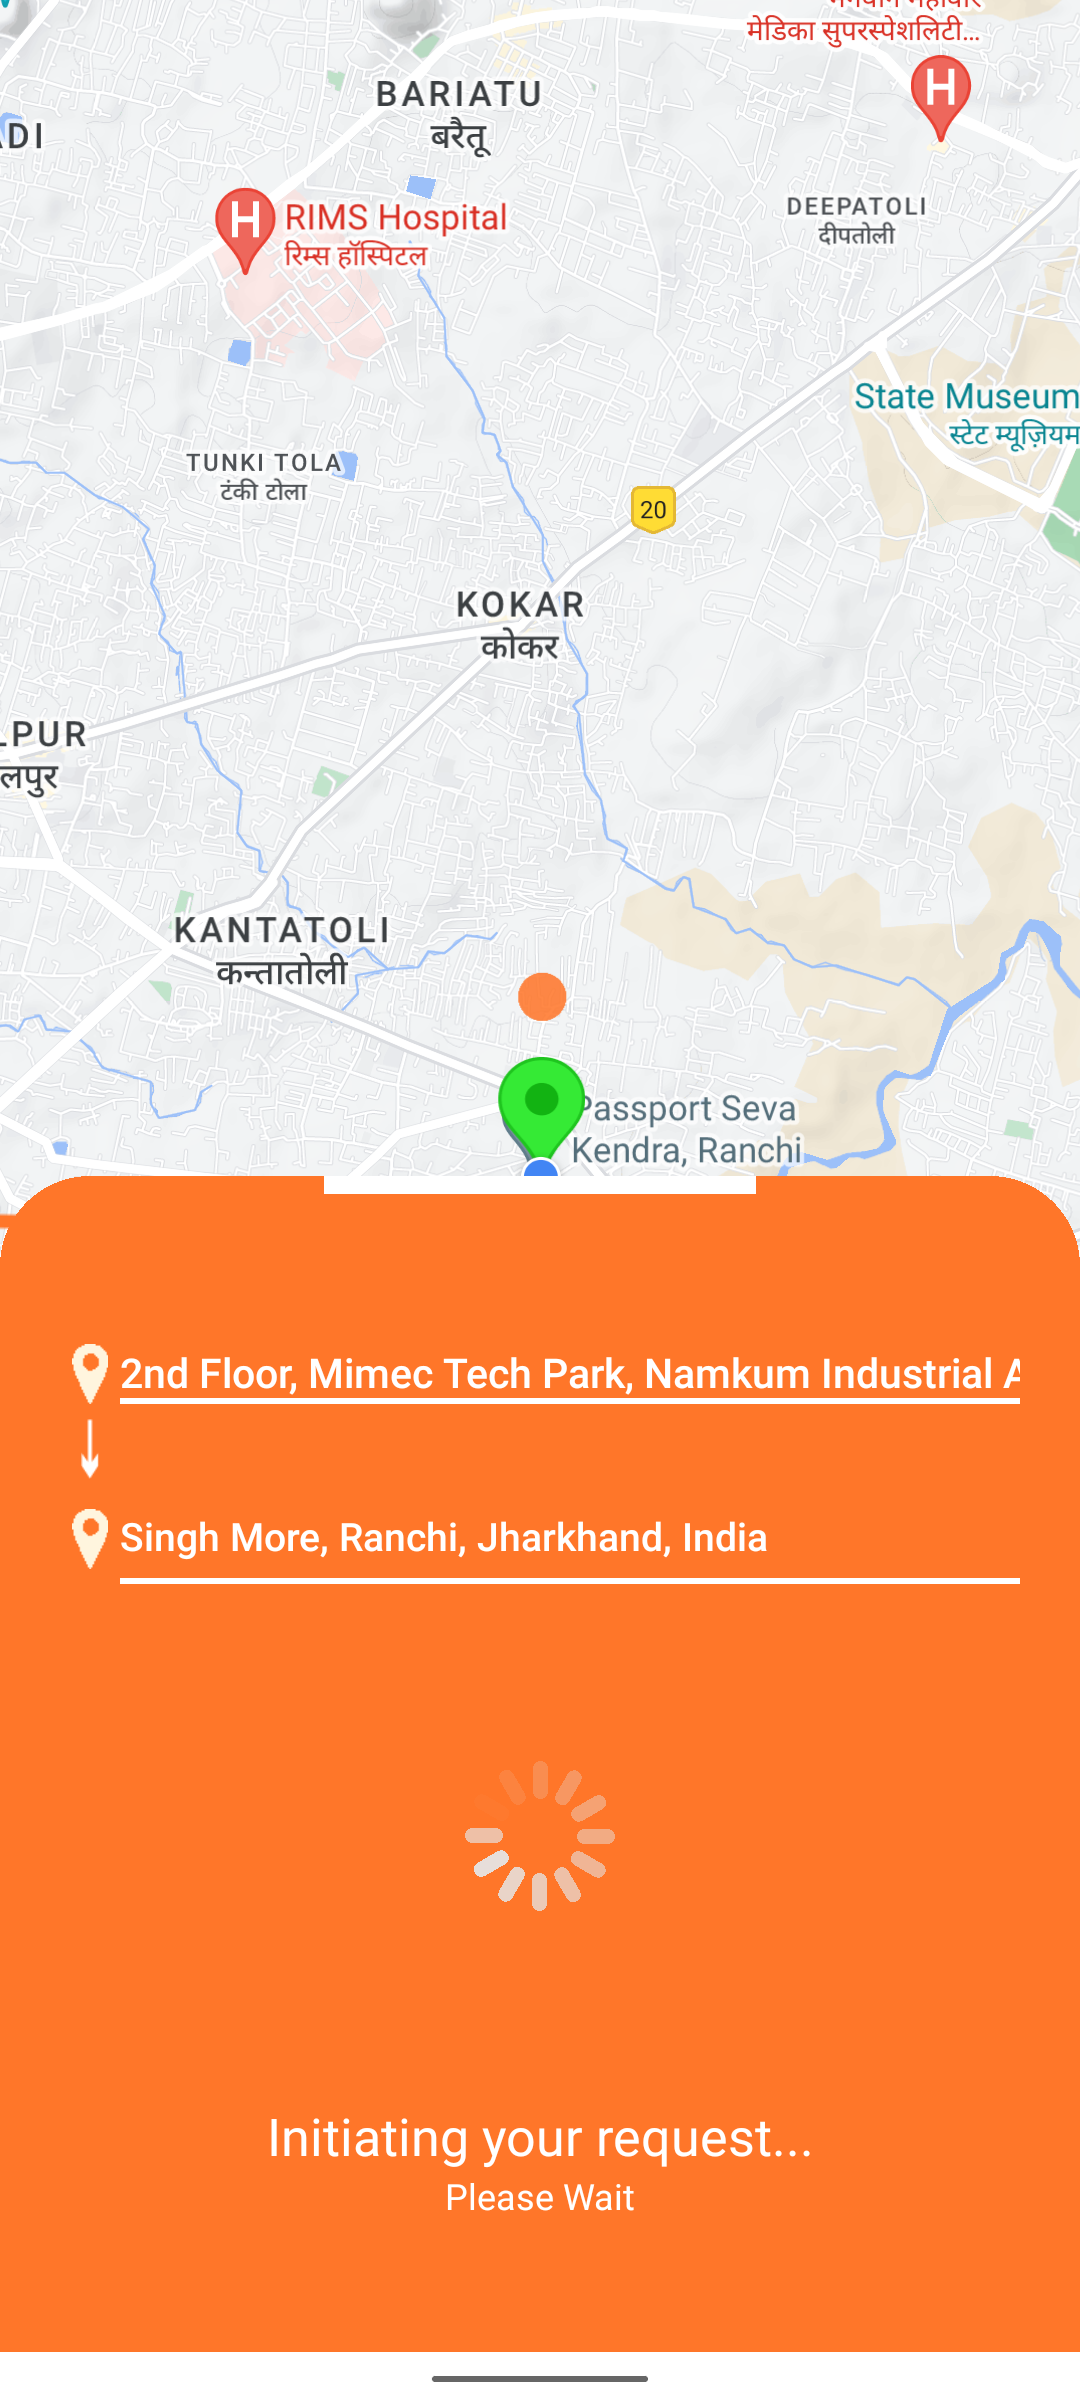 मेडिका सुपरस्पेशलिटी...
H
BARIATU
बरैतू
DI
H
RIMS Hospital
रिम्स हॉस्पिटल
DEEPATOLI
दीपतोली
State Museum
स्टेट म्यूज़ियम
TUNKI TOLA
टंकी टोला
20
KOKAR
कोकर
LPUR
लपुर
KANTATOLI
कन्तातोली
Passport Seva
Kendra, Ranchi
2nd Floor, Mimec Tech Park, Namkum Industrial A
Singh More, Ranchi, Jharkhand, India
Initiating your request...
Please Wait